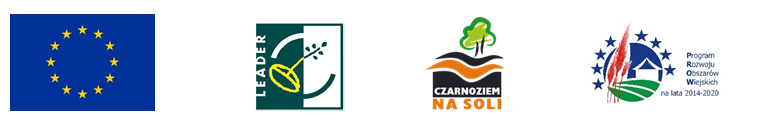 LEADER
CZARNOZIEM
NA SOLI
Program
Rozwoju
Obszarów
Wiejskich
na lata 2014-2020